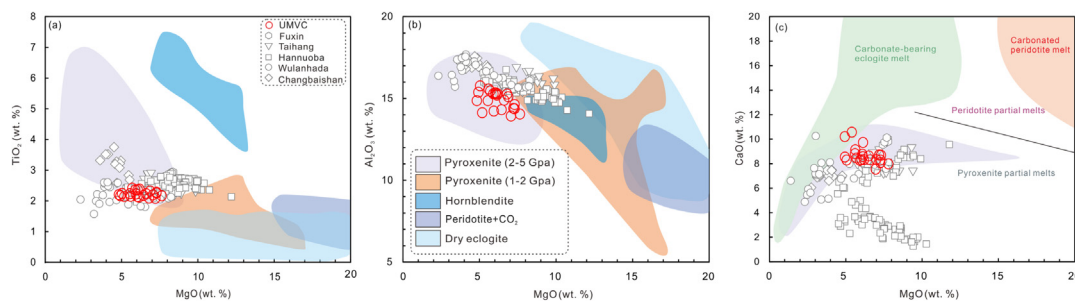 (a)
UMVC
Fuxin
Taihang
Hannuoba
Wulanhada
Changbaishan
TiO₂(wt. %)
8
7
6
5
4
3
2
1
0
0
5
10
15
20
MgO (wt. %)
(b)
Al₂O₃(wt. %)
20
15
10
5
Pyroxenite (2-5 Gpa)
Pyroxenite (1-2 Gpa)
Hornblendite
Peridotite+CO₂
Dry eclogite
0
5
10
15
20
MgO (wt. %)
(c)
CaO(wt. %)
20
18
16
14
12
10
8
6
4
2
0
Carbonate-bearing
eclogite melt
Carbonated
peridotite melt
Peridotite partial melts
Pyroxenite partial melts
0
5
10
15
20
MgO (wt. %)